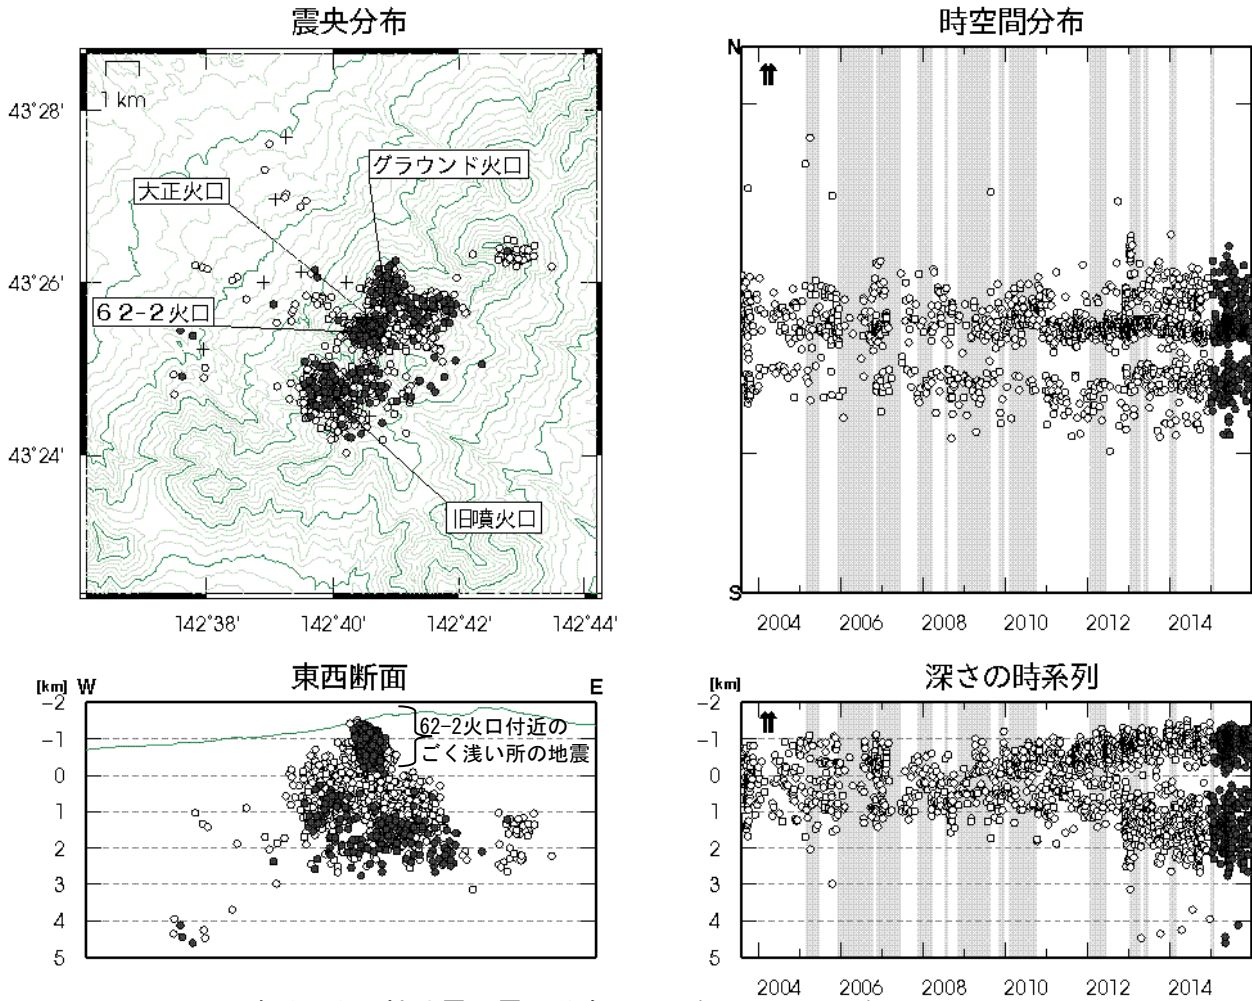 震央分布
1 km
43°28'
43°26'
43°24'
グラウンド火口
大正火口
62-2火口
旧噴火口
142°38'
142°40'
142°42'
142°44'
時空間分布
N
S
2004
2006
2008
2010
2012
2014
東西断面
[km]
W
E
-2
-1
0
1
2
3
4
5
62-2火口付近の
ごく浅い所の地震
深さの時系列
[km]
-2
-1
0
1
2
3
4
5
2004
2006
2008
2010
2012
2014